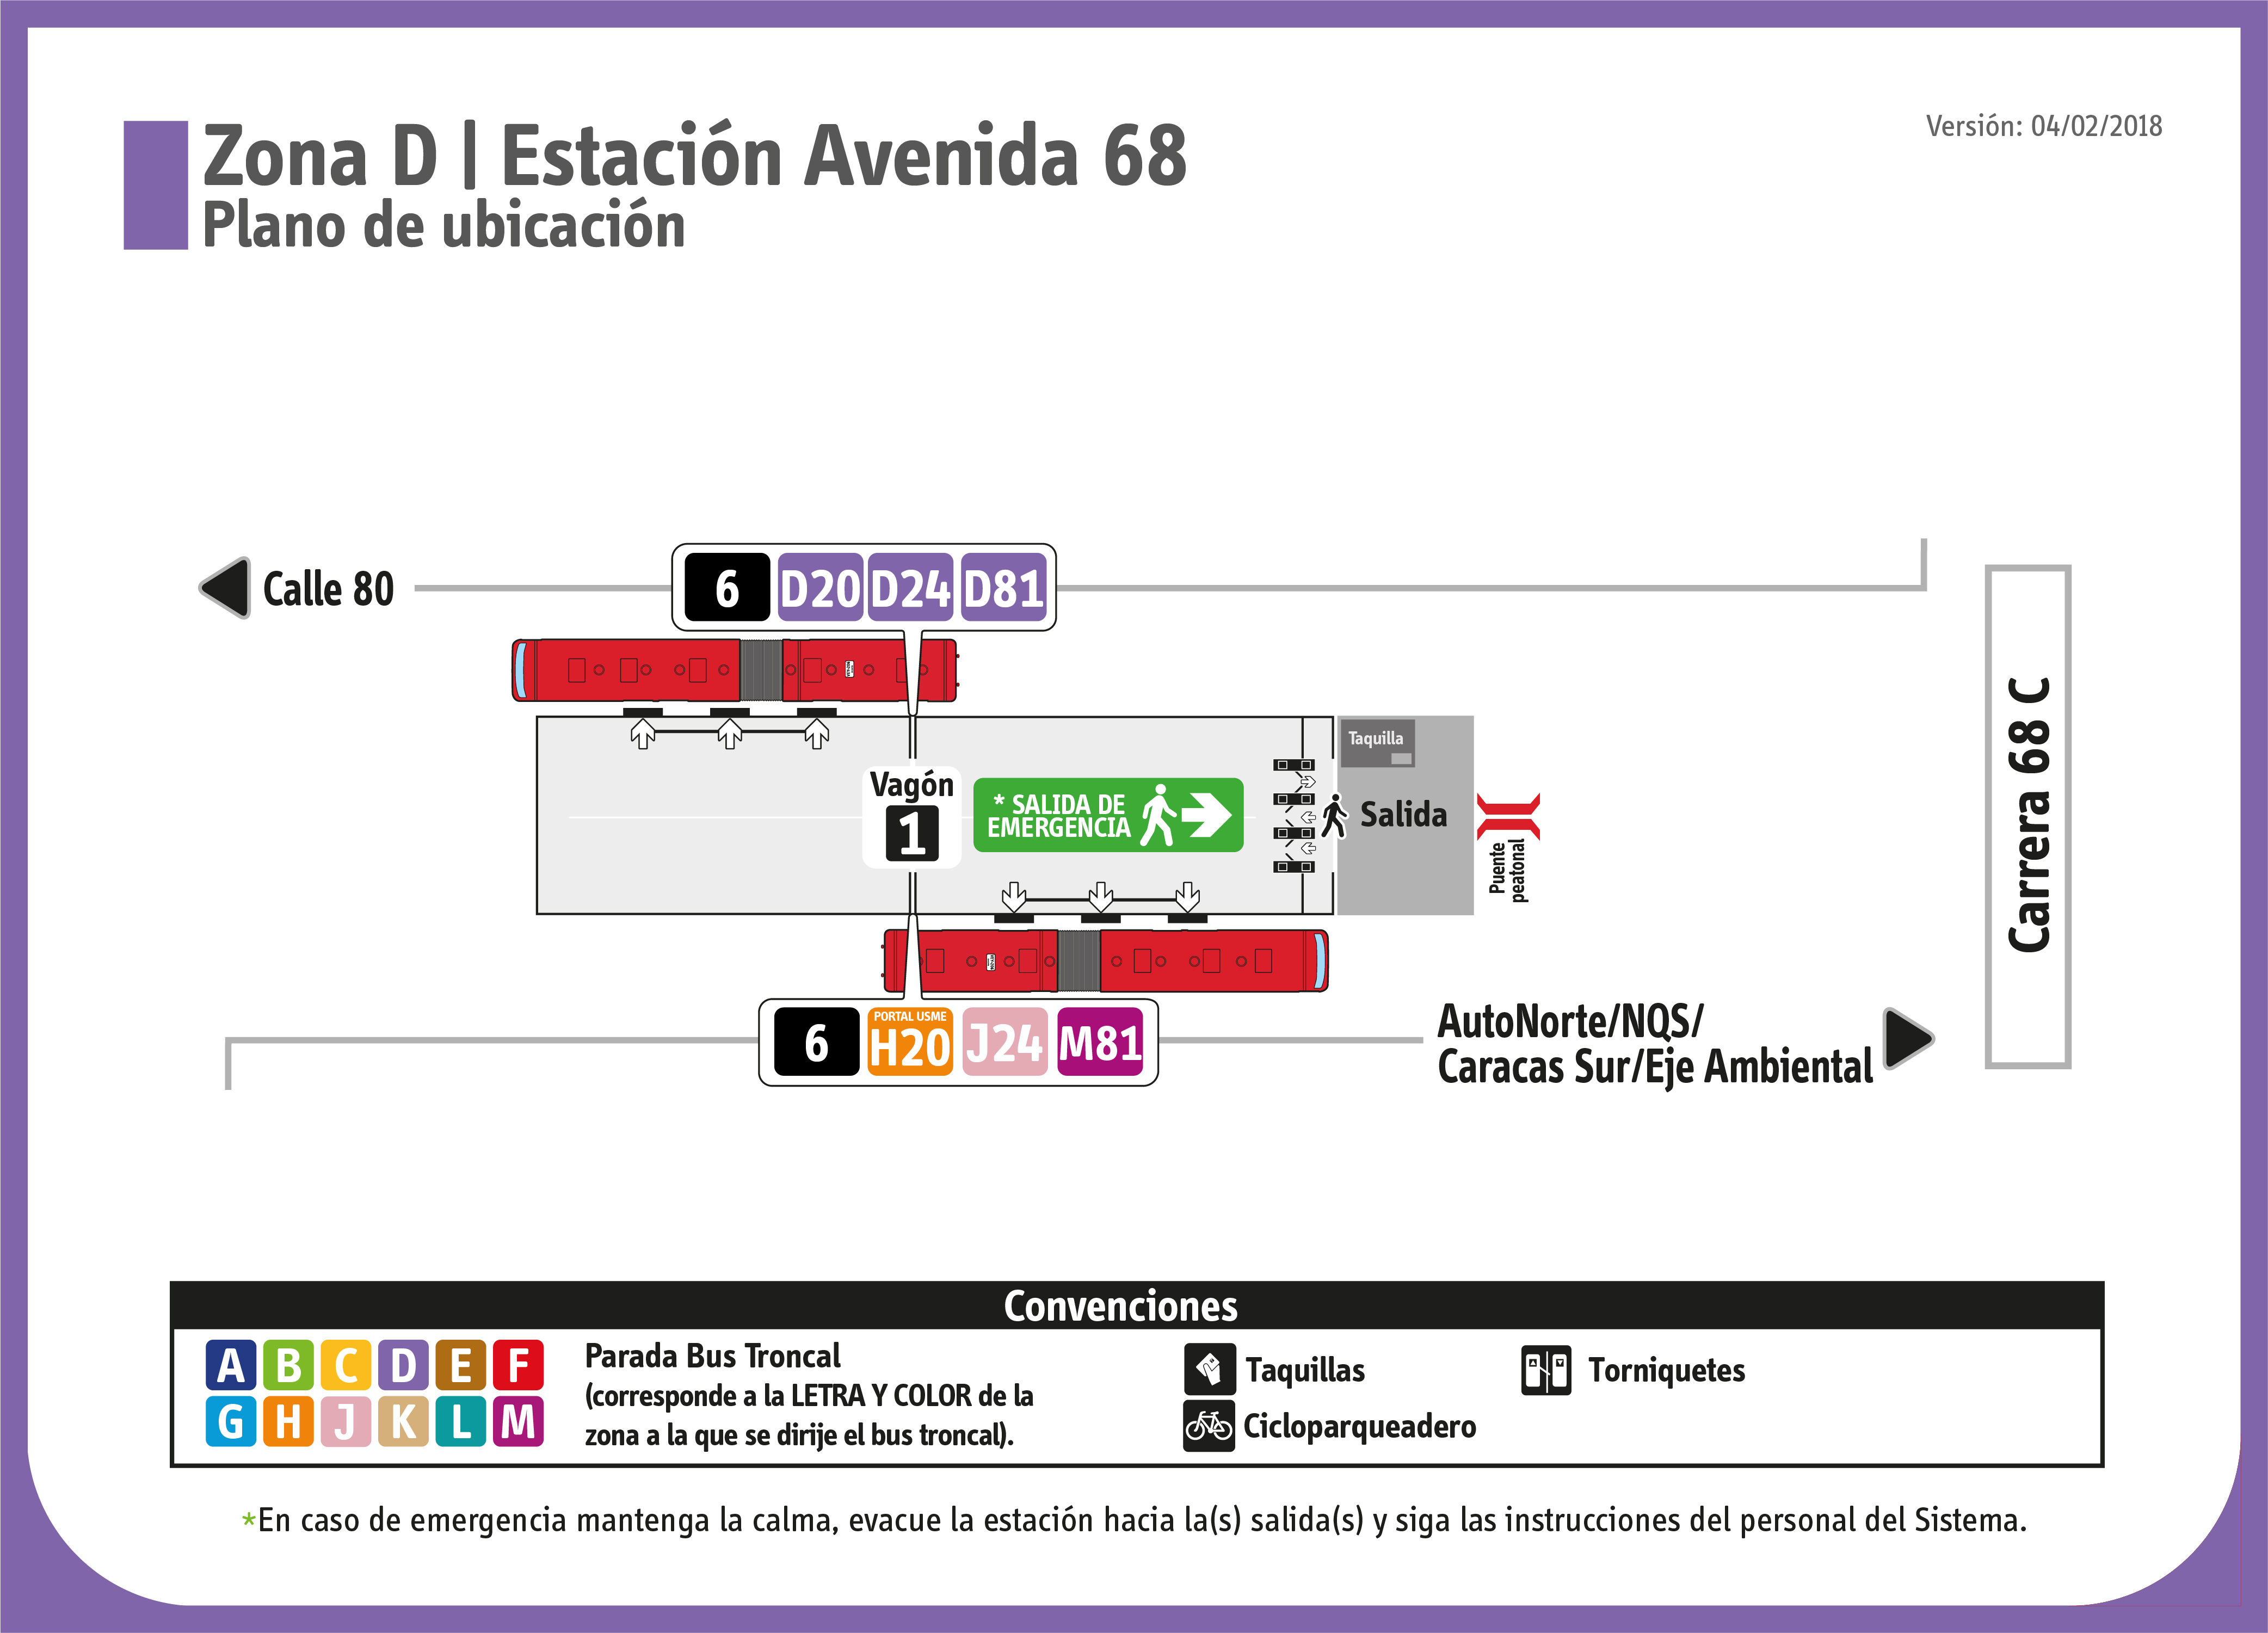 Zona D | Estación Avenida 68
Plano de ubicación
Versión: 04/02/2018
Calle 80
6 D20 D24 D81
Taquilla
Vagón
1
* SALIDA DE
EMERGENCIA
Salida
Puente
peatonal
Carrera 68 C
6 PORTAL USME H20 J24 M81
AutoNorte/NQS/
Caracas Sur/Eje Ambiental
Convenciones
A B C D E F
G H J K L M
Parada Bus Troncal
(corresponde a la LETRA Y COLOR de la
zona a la que se dirije el bus troncal).
Taquillas
Cicloparqueadero
Torniquetes
*En caso de emergencia mantenga la calma, evacue la estación hacia la(s) salida(s) y siga las instrucciones del personal del Sistema.